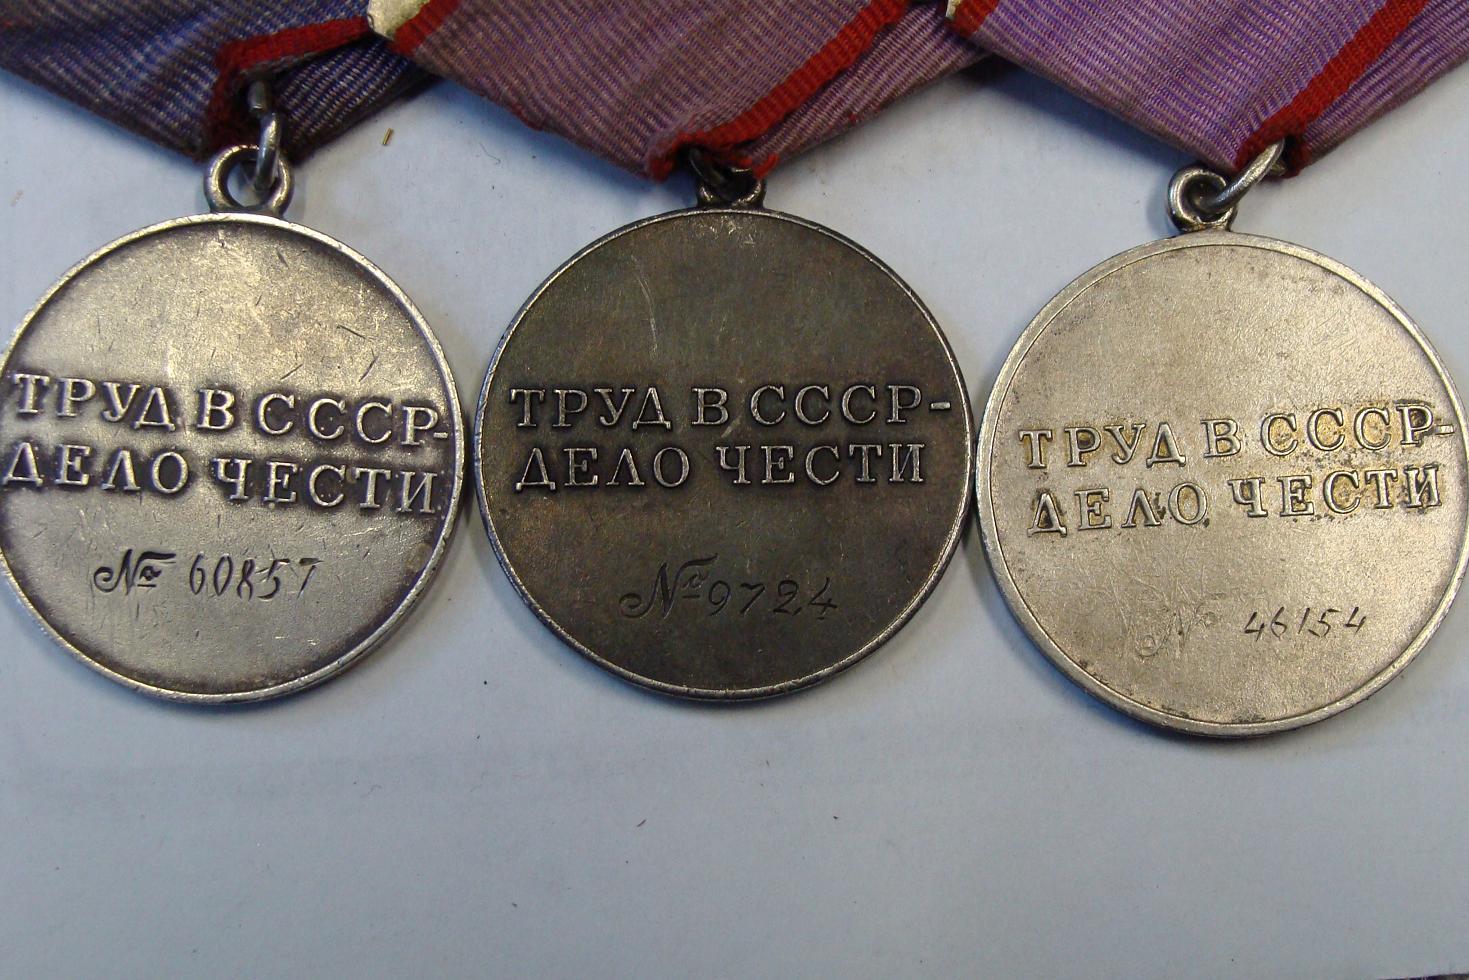 ТРУД В СССР-
ДЕЛО ЧЕСТИ
№ 60857
ТРУД В СССР-
ДЕЛО ЧЕСТИ
№ 9724
ТРУД В СССР-
ДЕЛО ЧЕСТИ
№ 46154